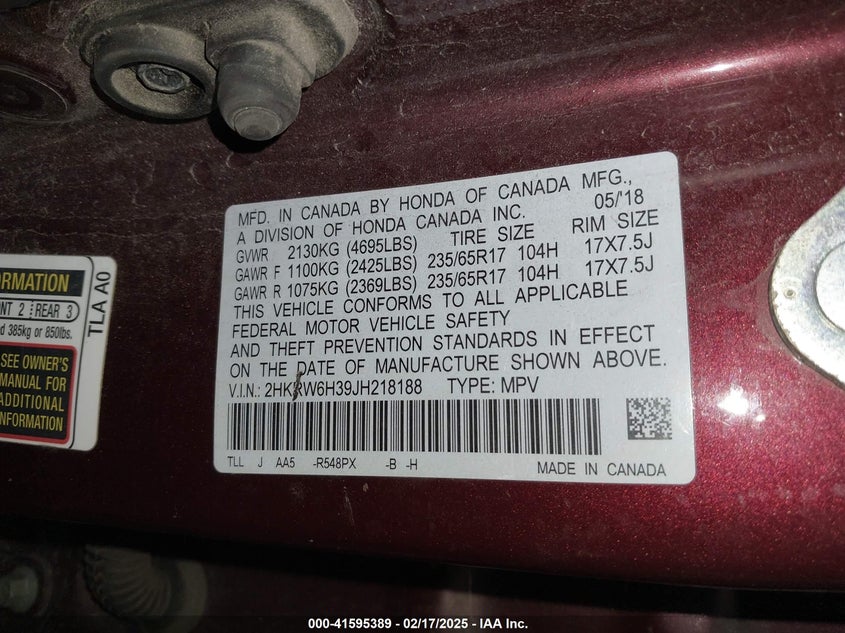 MFD. IN CANADA BY HONDA OF CANADA MFG.,
A DIVISION OF HONDA CANADA INC. 05/'18
GVWR 2130KG (4695LBS) TIRE SIZE RIM SIZE
GAWR F 1100KG (2425LBS) 235/65R17 104H 17X7.5J
GAWR R 1075KG (2369LBS) 235/65R17 104H 17X7.5J
THIS VEHICLE CONFORMS TO ALL APPLICABLE
FEDERAL MOTOR VEHICLE SAFETY
AND THEFT PREVENTION STANDARDS IN EFFECT
ON THE DATE OF MANUFACTURE SHOWN ABOVE.
V.I.N.: 2HKRW6H39JH218188 TYPE: MPV
TLL J AA5 -R548PX -B -H
MADE IN CANADA
REAR 3
385kg or 850lbs.
SEE OWNER'S
MANUAL FOR
ADDITIONAL
INFORMATION
TLA A0
000-41595389 - 02/17/2025 - IAA Inc.